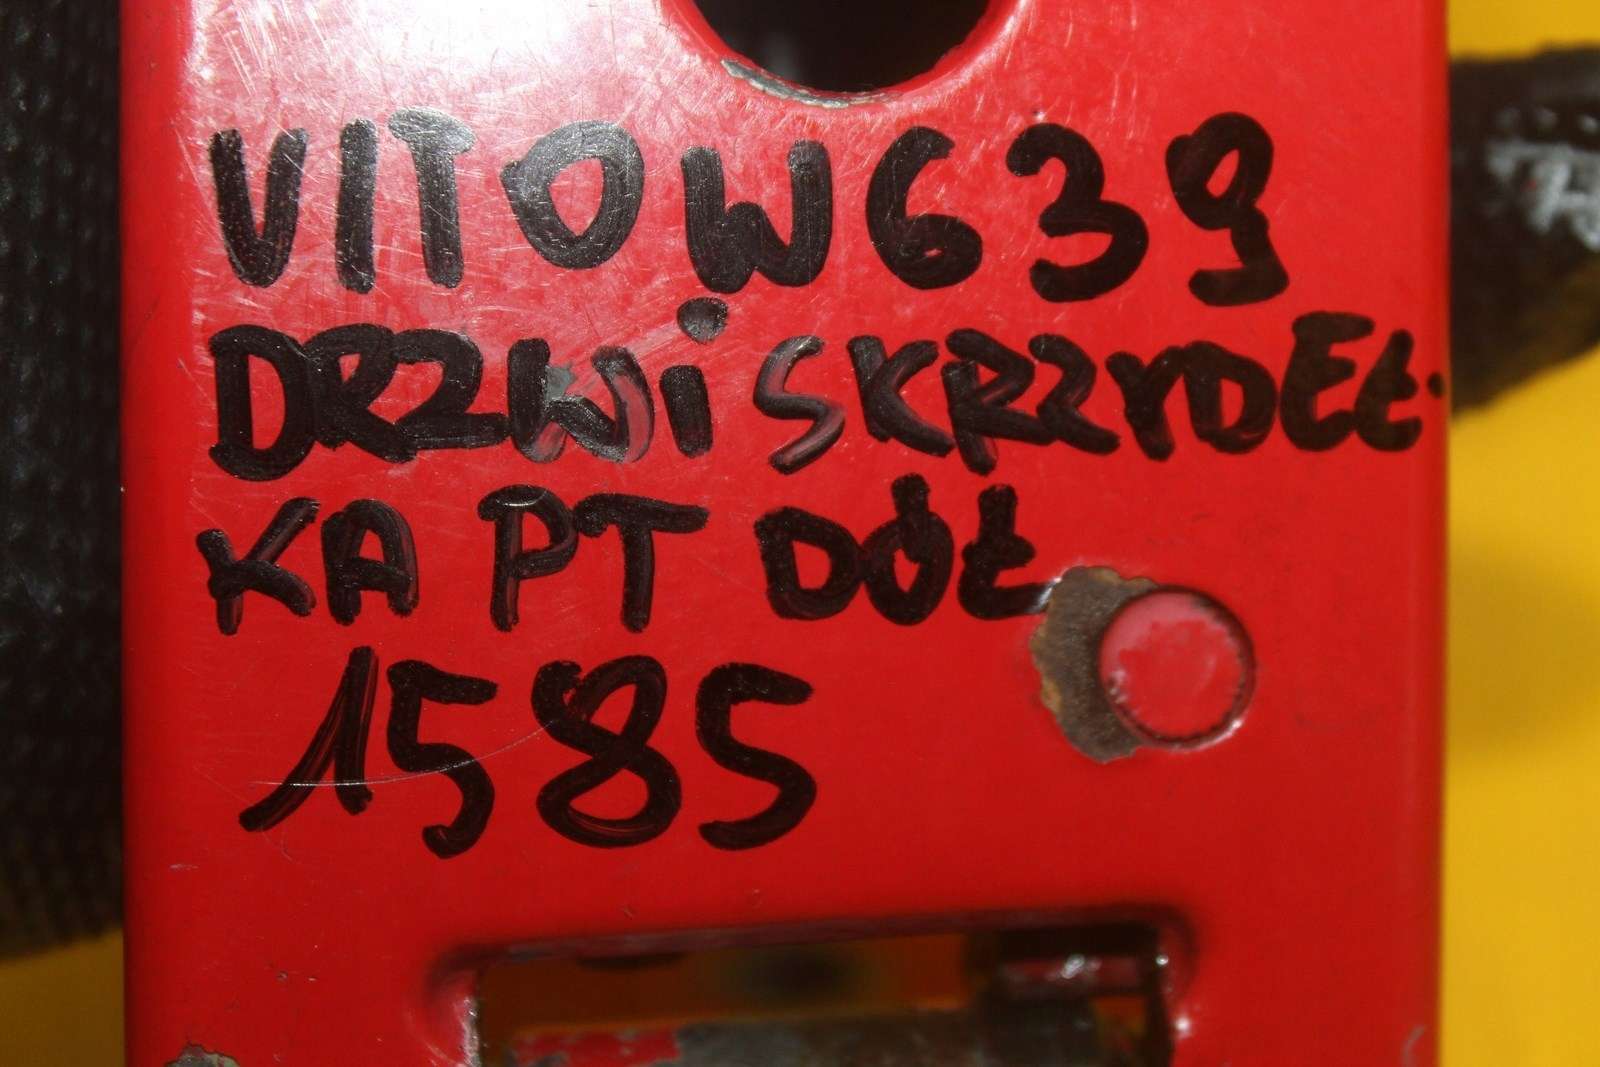 VITO W639
DRZWi SKRZYDEŁ-
KA PT DÓŁ
1585